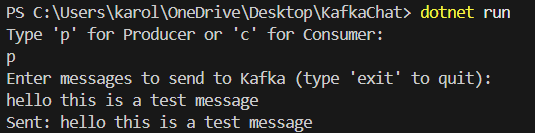 PS C:\Users\karol\OneDrive\Desktop\KafkaChat> dotnet run
Type 'p' for Producer or 'c' for Consumer:
p
Enter messages to send to Kafka (type 'exit' to quit):
hello this is a test message
Sent: hello this is a test message